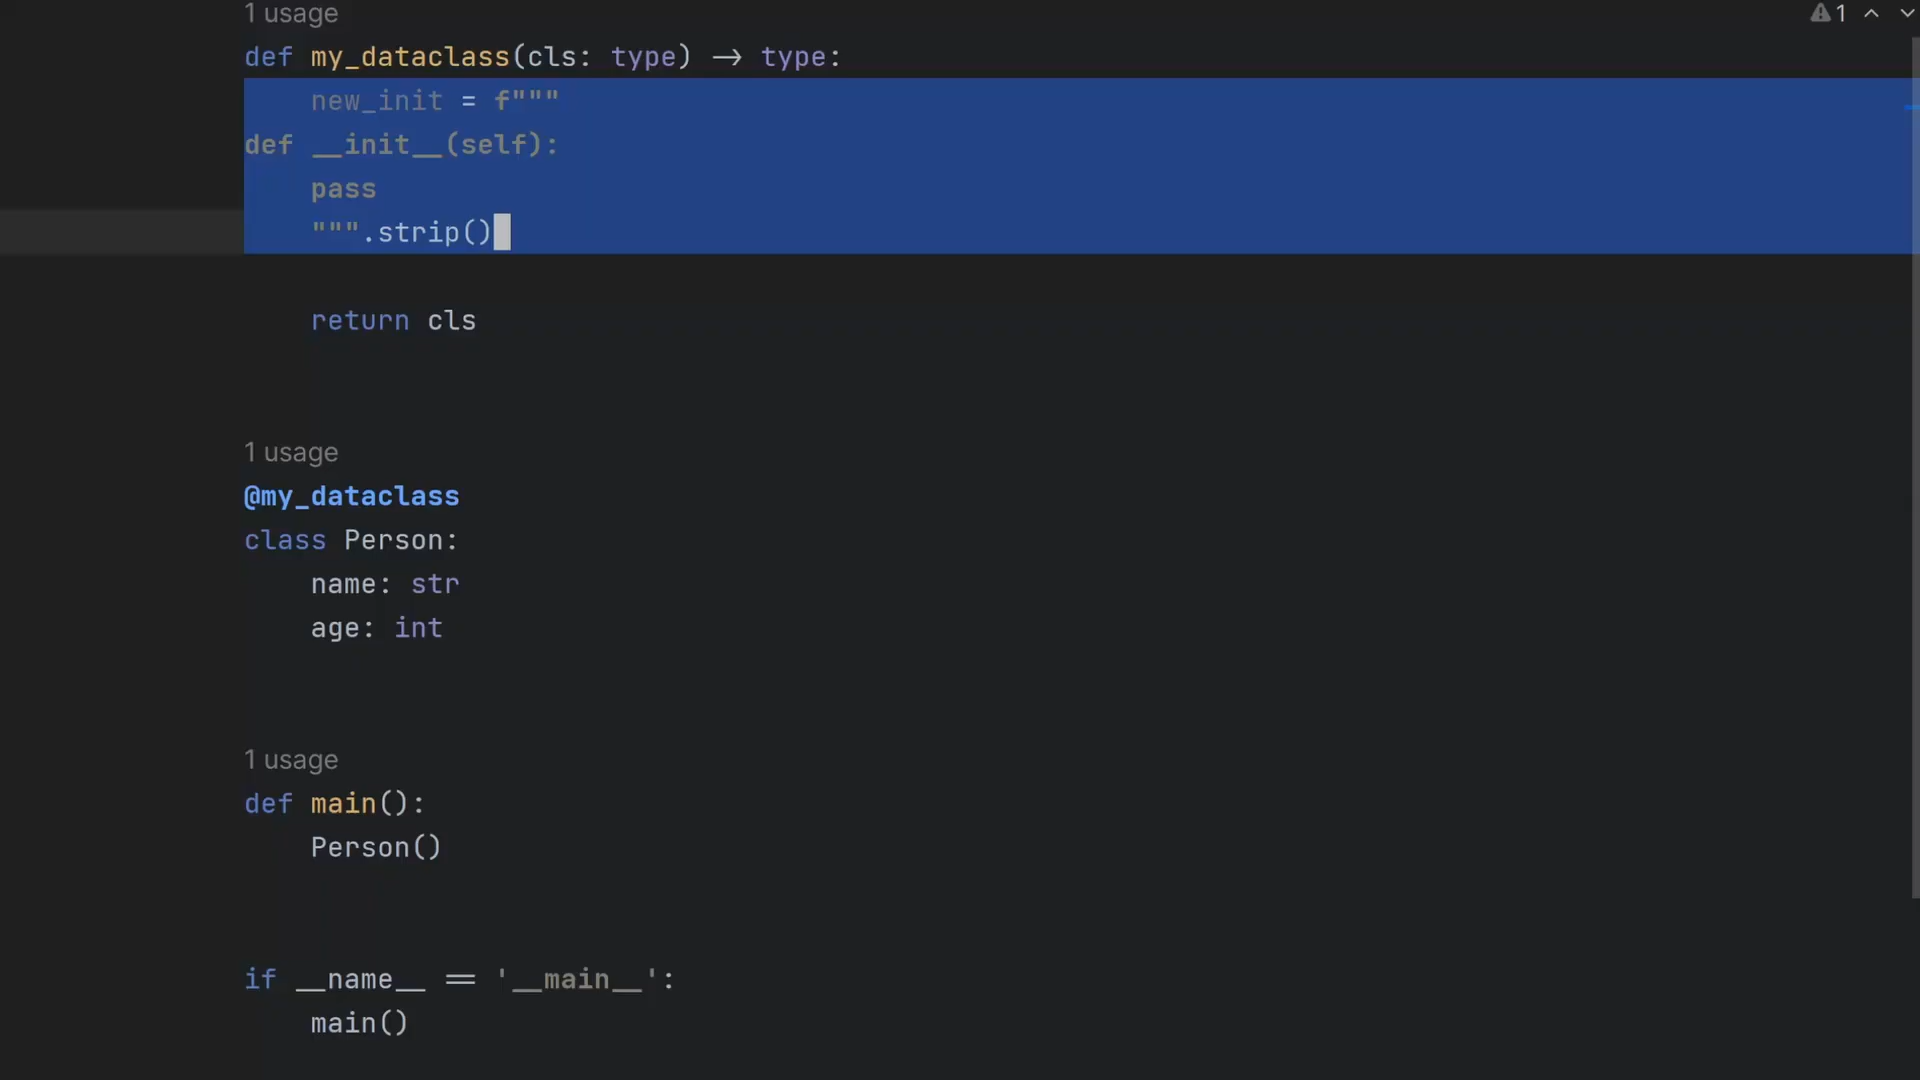 1 usage
1
def my_dataclass(cls: type) -> type:
    new_init = f"""
def __init__(self):
    pass
    """.strip()
    return cls
1 usage
@my_dataclass
class Person:
    name: str
    age: int
1 usage
def main():
    Person()
if __name__ == '__main__':
    main()